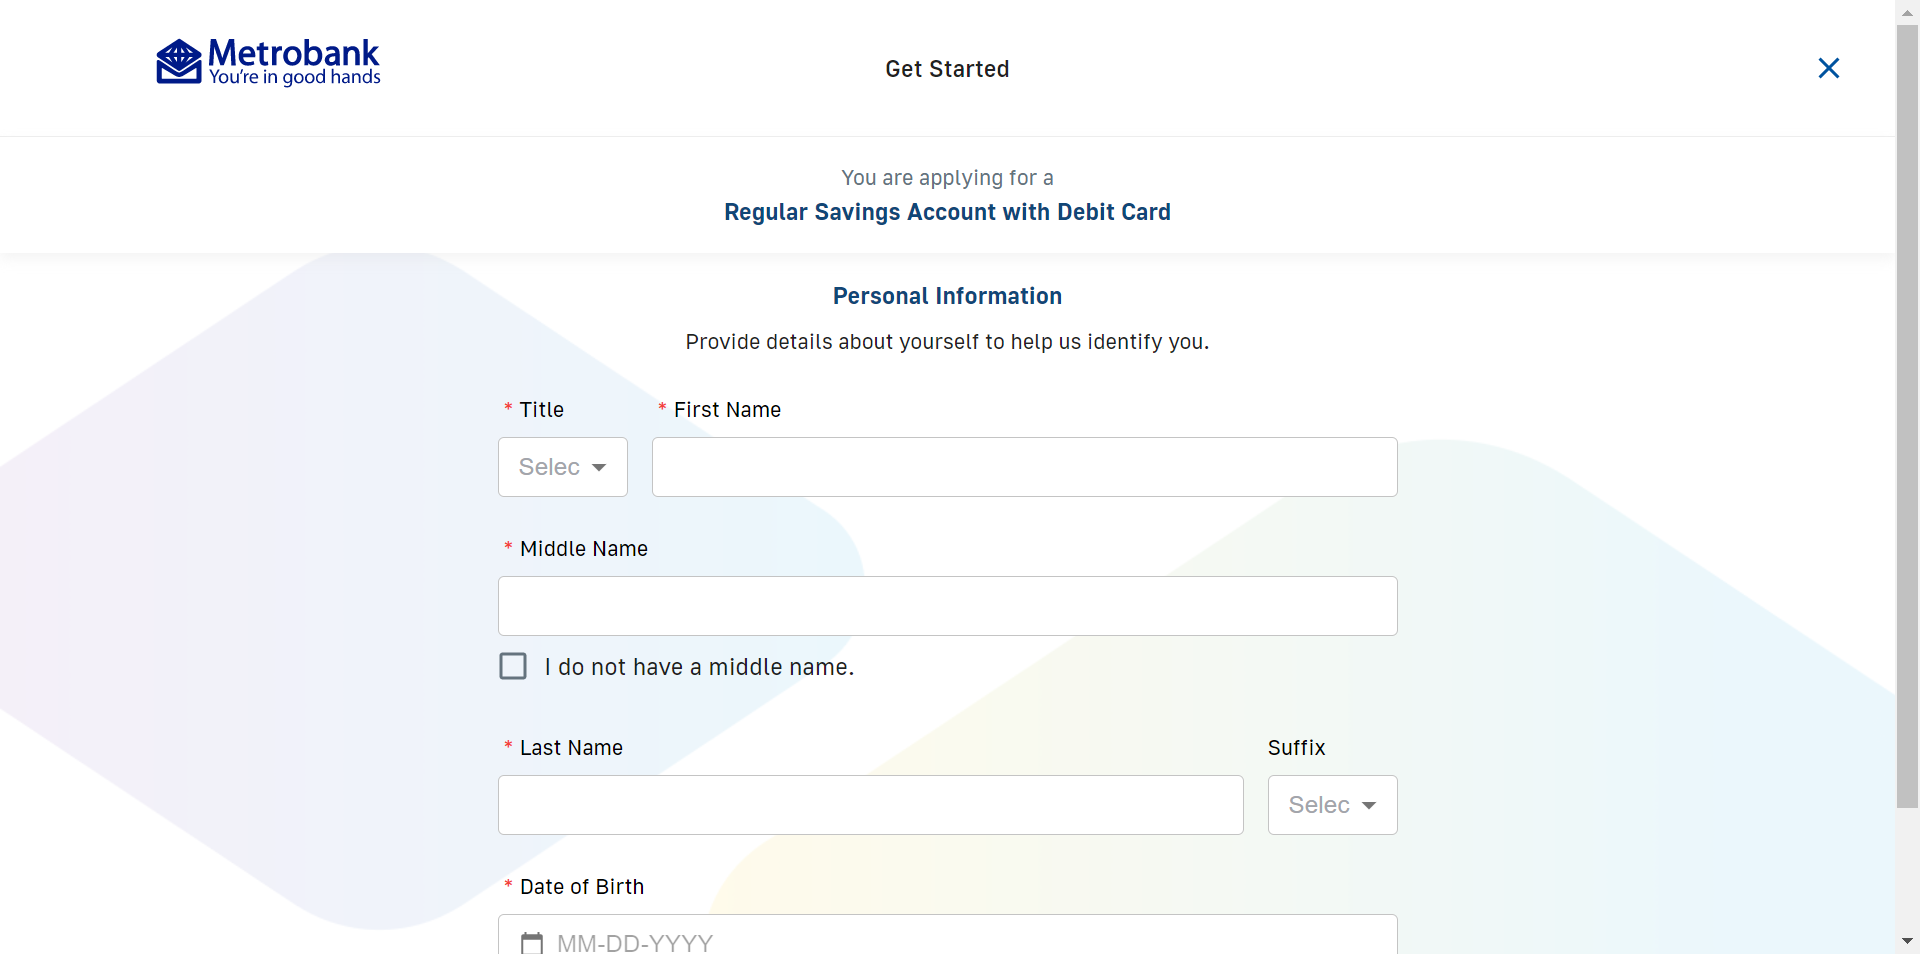 Metrobank
You're in good hands
Get Started
You are applying for a
Regular Savings Account with Debit Card
Personal Information
Provide details about yourself to help us identify you.
* Title
* First Name
Selec
* Middle Name
I do not have a middle name.
* Last Name
Suffix
Selec
* Date of Birth
MM-DD-YYYY